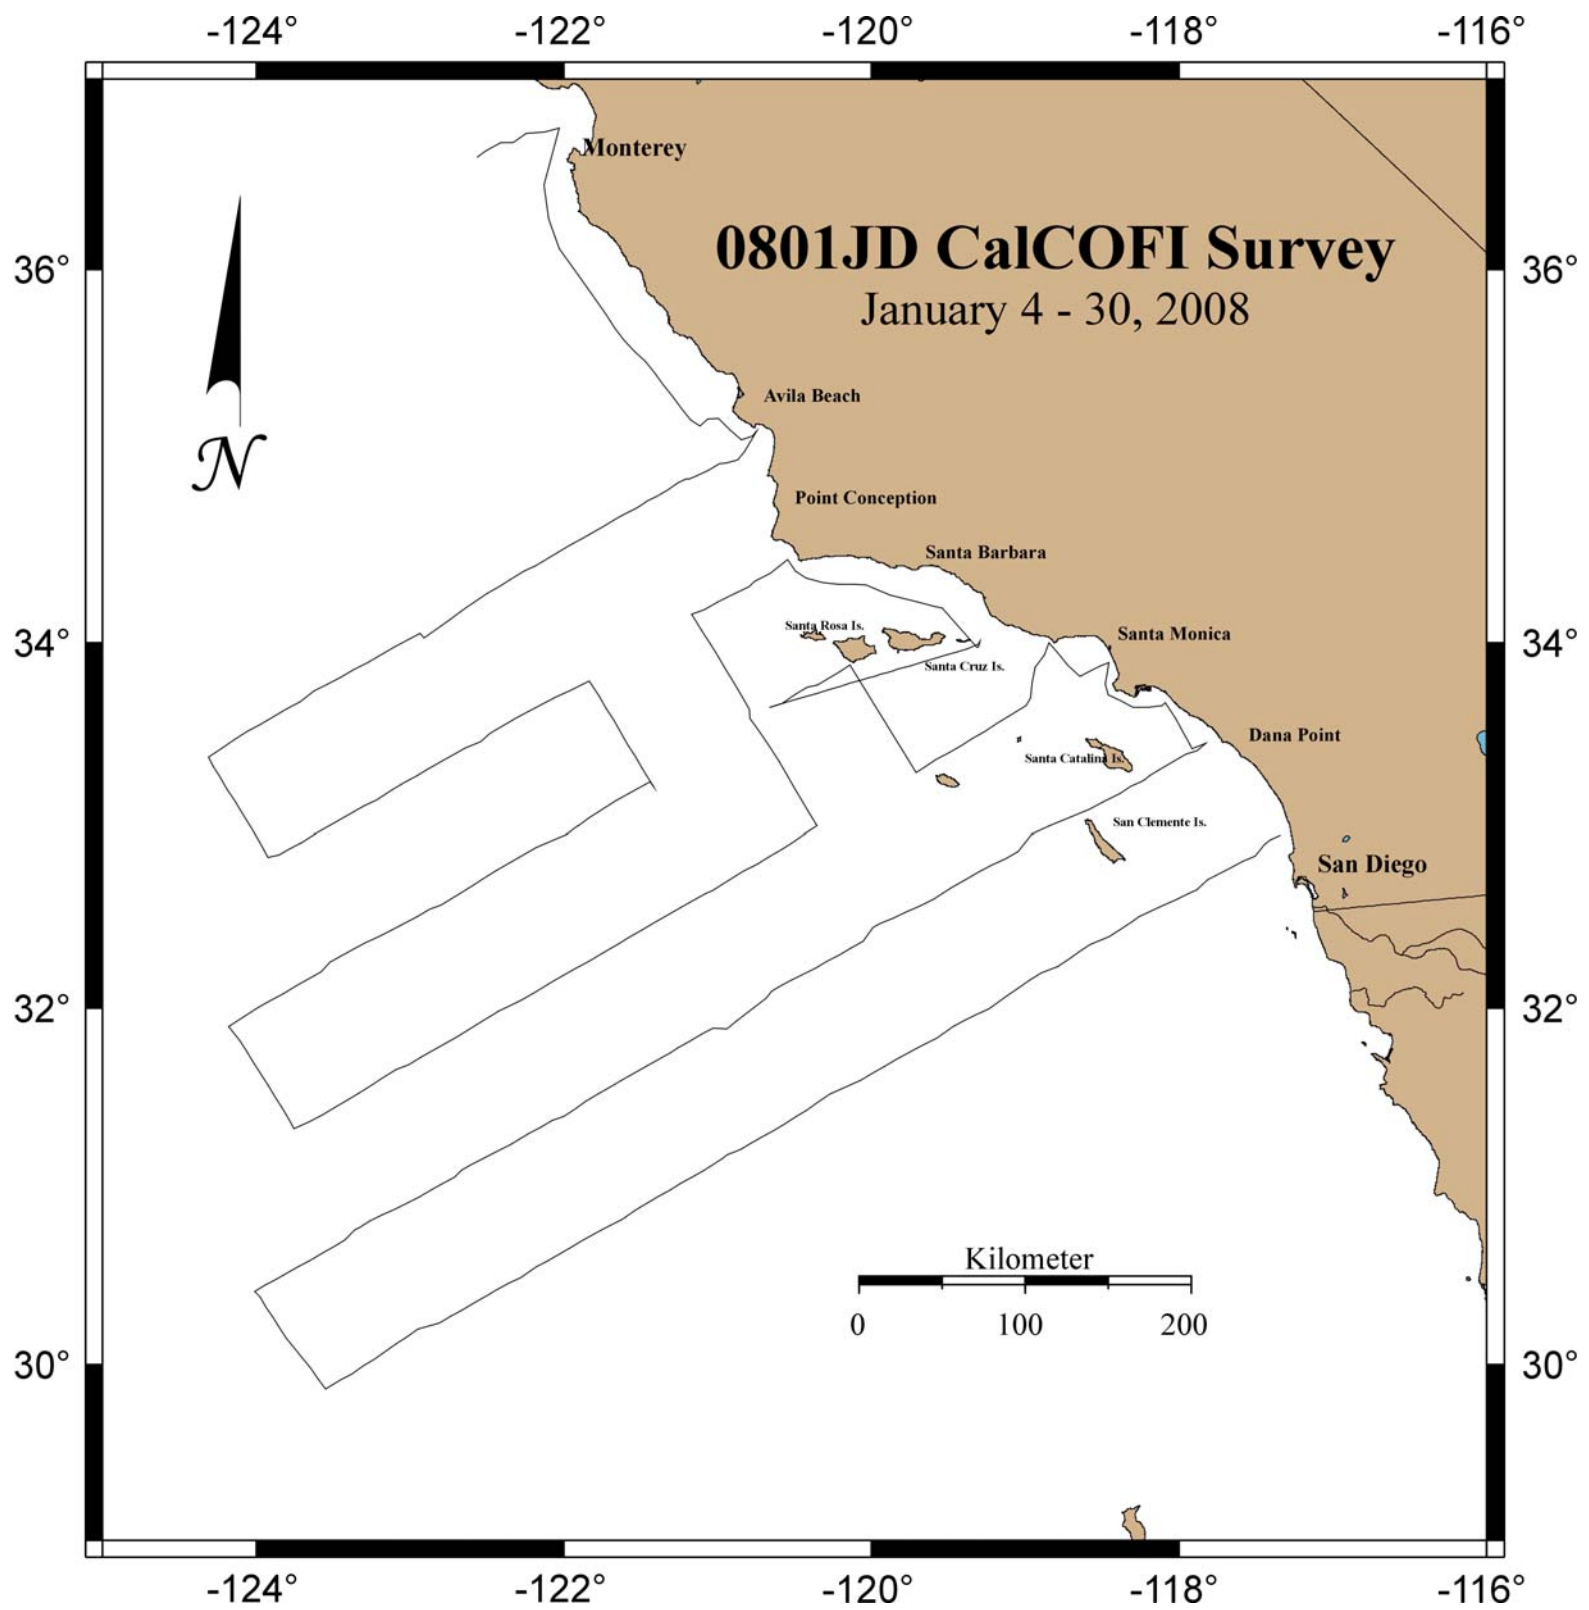 -124° -122° -120° -118° -116°
Monterey
0801JD CalCOFI Survey
36° 36°
January 4 - 30, 2008
Avila Beach
N
Point Conception
Santa Barbara
Santa Rosa Is.
34° Santa Monica 34°
Santa Cruz Is.
Dana Point
Santa Catalina Is.
San Clemente Is.
San Diego
32° 32°
Kilometer
0 100 200
30° 30°
-124° -122° -120° -118° -116°